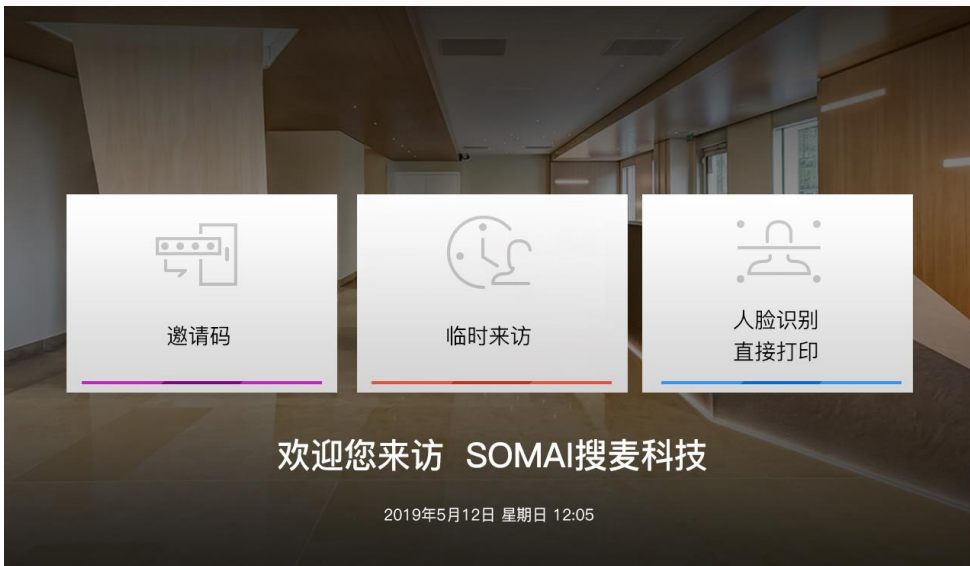 邀请码
临时来访
人脸识别
直接打印
欢迎您来访 SOMAI搜麦科技
2019年5月12日 星期日 12:05